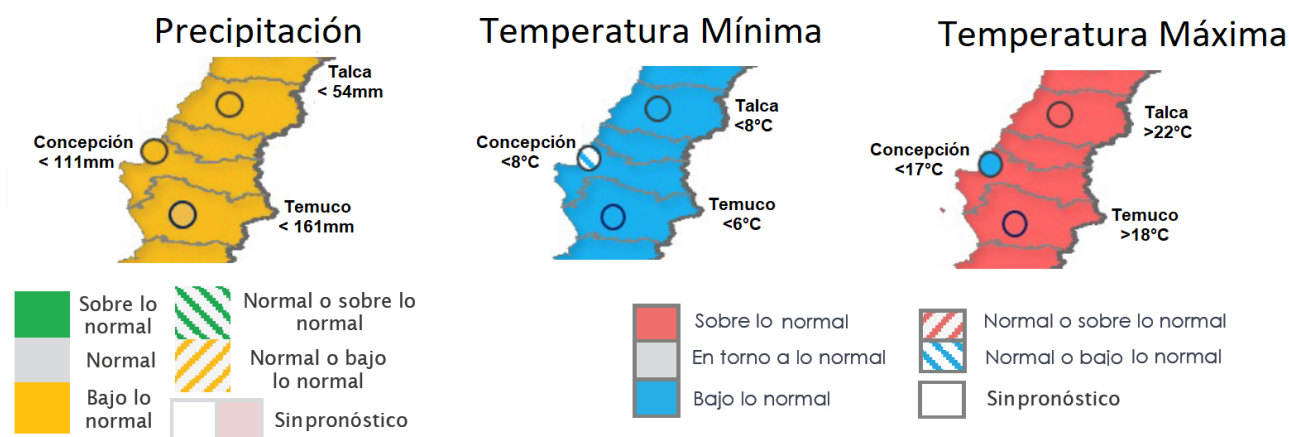 Precipitación
Temperatura Mínima
Temperatura Máxima
Talca
< 54mm
Concepción
< 111mm
Temuco
< 161mm
Talca
<8°C
Concepción
<8°C
Temuco
<6°C
Talca
>22°C
Concepción
<17°C
Temuco
>18°C
Sobre lo
normal
Normal
Bajo lo
normal
Normal o sobre lo
normal
Normal o bajo
lo normal
Sin pronóstico
Sobre lo normal
En torno a lo normal
Bajo lo normal
Normal o sobre lo normal
Normal o bajo lo normal
Sin pronóstico